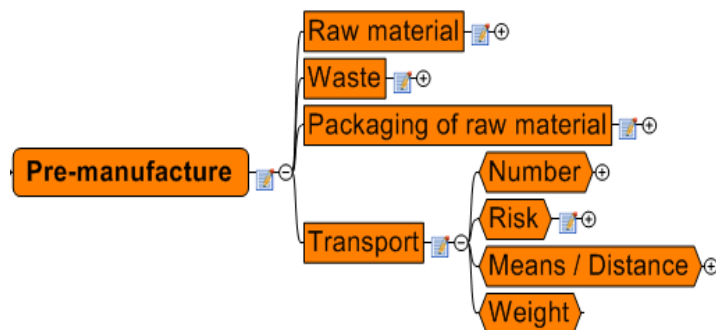 Raw material
Waste
Packaging of raw material
Pre-manufacture
Transport
Number
Risk
Means / Distance
Weight